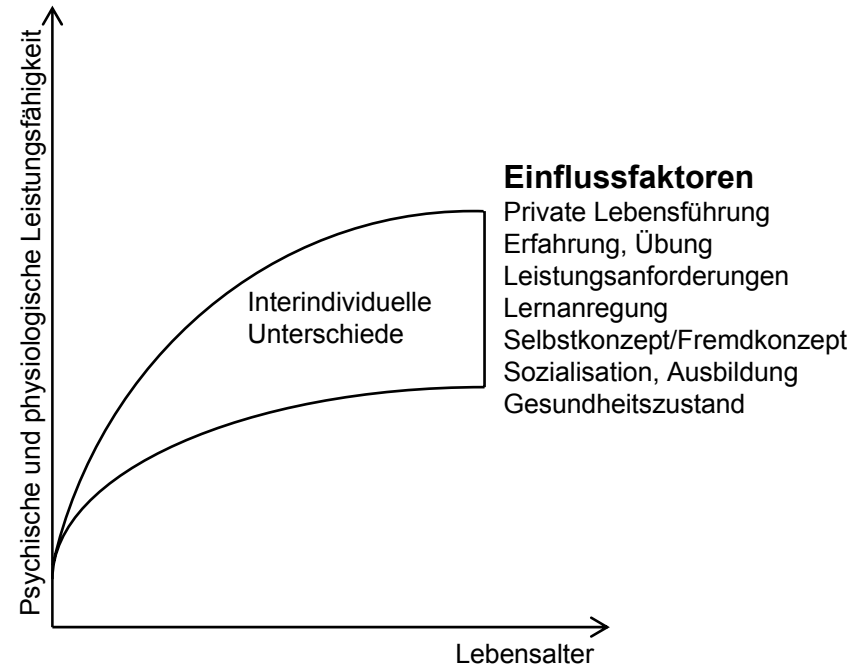 Psychische und physiologische Leistungsfähigkeit
Einflussfaktoren
Private Lebensführung
Erfahrung, Übung
Leistungsanforderungen
Lernanregung
Selbstkonzept/Fremdkonzept
Sozialisation, Ausbildung
Gesundheitszustand
Interindividuelle
Unterschiede
Lebensalter